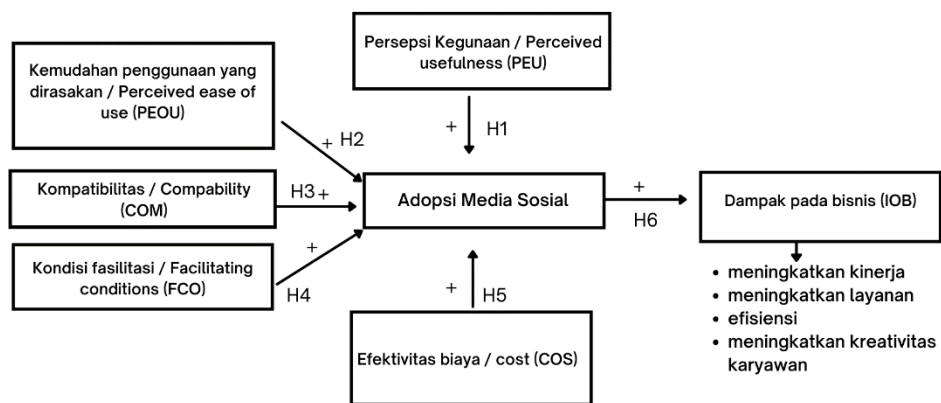 Persepsi Kegunaan / Perceived
usefulness (PEU)
Kemudahan penggunaan yang
dirasakan / Perceived ease of
use (PEOU)
+
H1
+
H2
Kompatibilitas / Compability
(COM)
H3+
Adopsi Media Sosial
+
H6
Dampak pada bisnis (IOB)
Kondisi fasilitasi / Facilitating
conditions (FCO)
+
H4
+
H5
Efektivitas biaya / cost (COS)
• meningkatkan kinerja
• meningkatkan layanan
• efisiensi
• meningkatkan kreativitas
karyawan